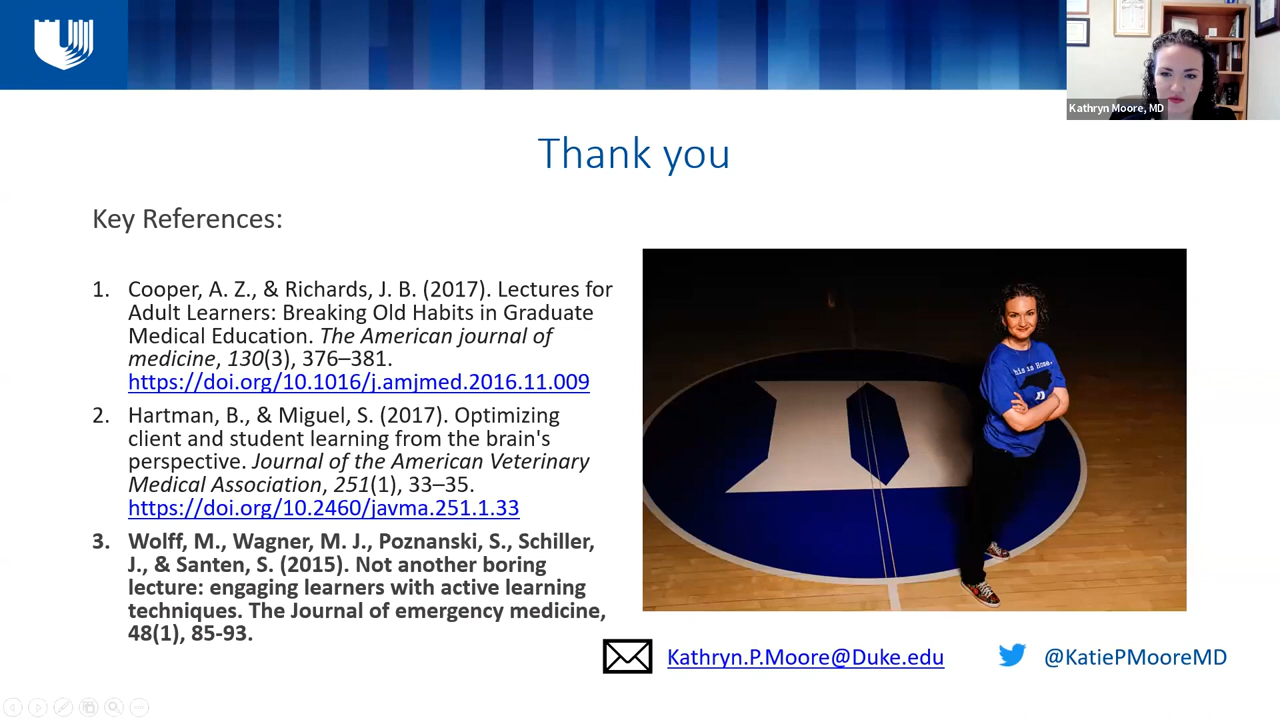 Kathryn Moore, MD
Thank you
Key References:
1. Cooper, A. Z., & Richards, J. B. (2017). Lectures for
Adult Learners: Breaking Old Habits in Graduate
Medical Education. The American journal of
medicine, 130(3), 376–381.
https://doi.org/10.1016/j.amjmed.2016.11.009
2. Hartman, B., & Miguel, S. (2017). Optimizing
client and student learning from the brain's
perspective. Journal of the American Veterinary
Medical Association, 251(1), 33–35.
https://doi.org/10.2460/javma.251.1.33
3. Wolff, M., Wagner, M. J., Poznanski, S., Schiller,
J., & Santen, S. (2015). Not another boring
lecture: engaging learners with active learning
techniques. The Journal of emergency medicine,
48(1), 85-93.
his is Home.
D
Kathryn.P.Moore@Duke.edu
@KatiePMooreMD